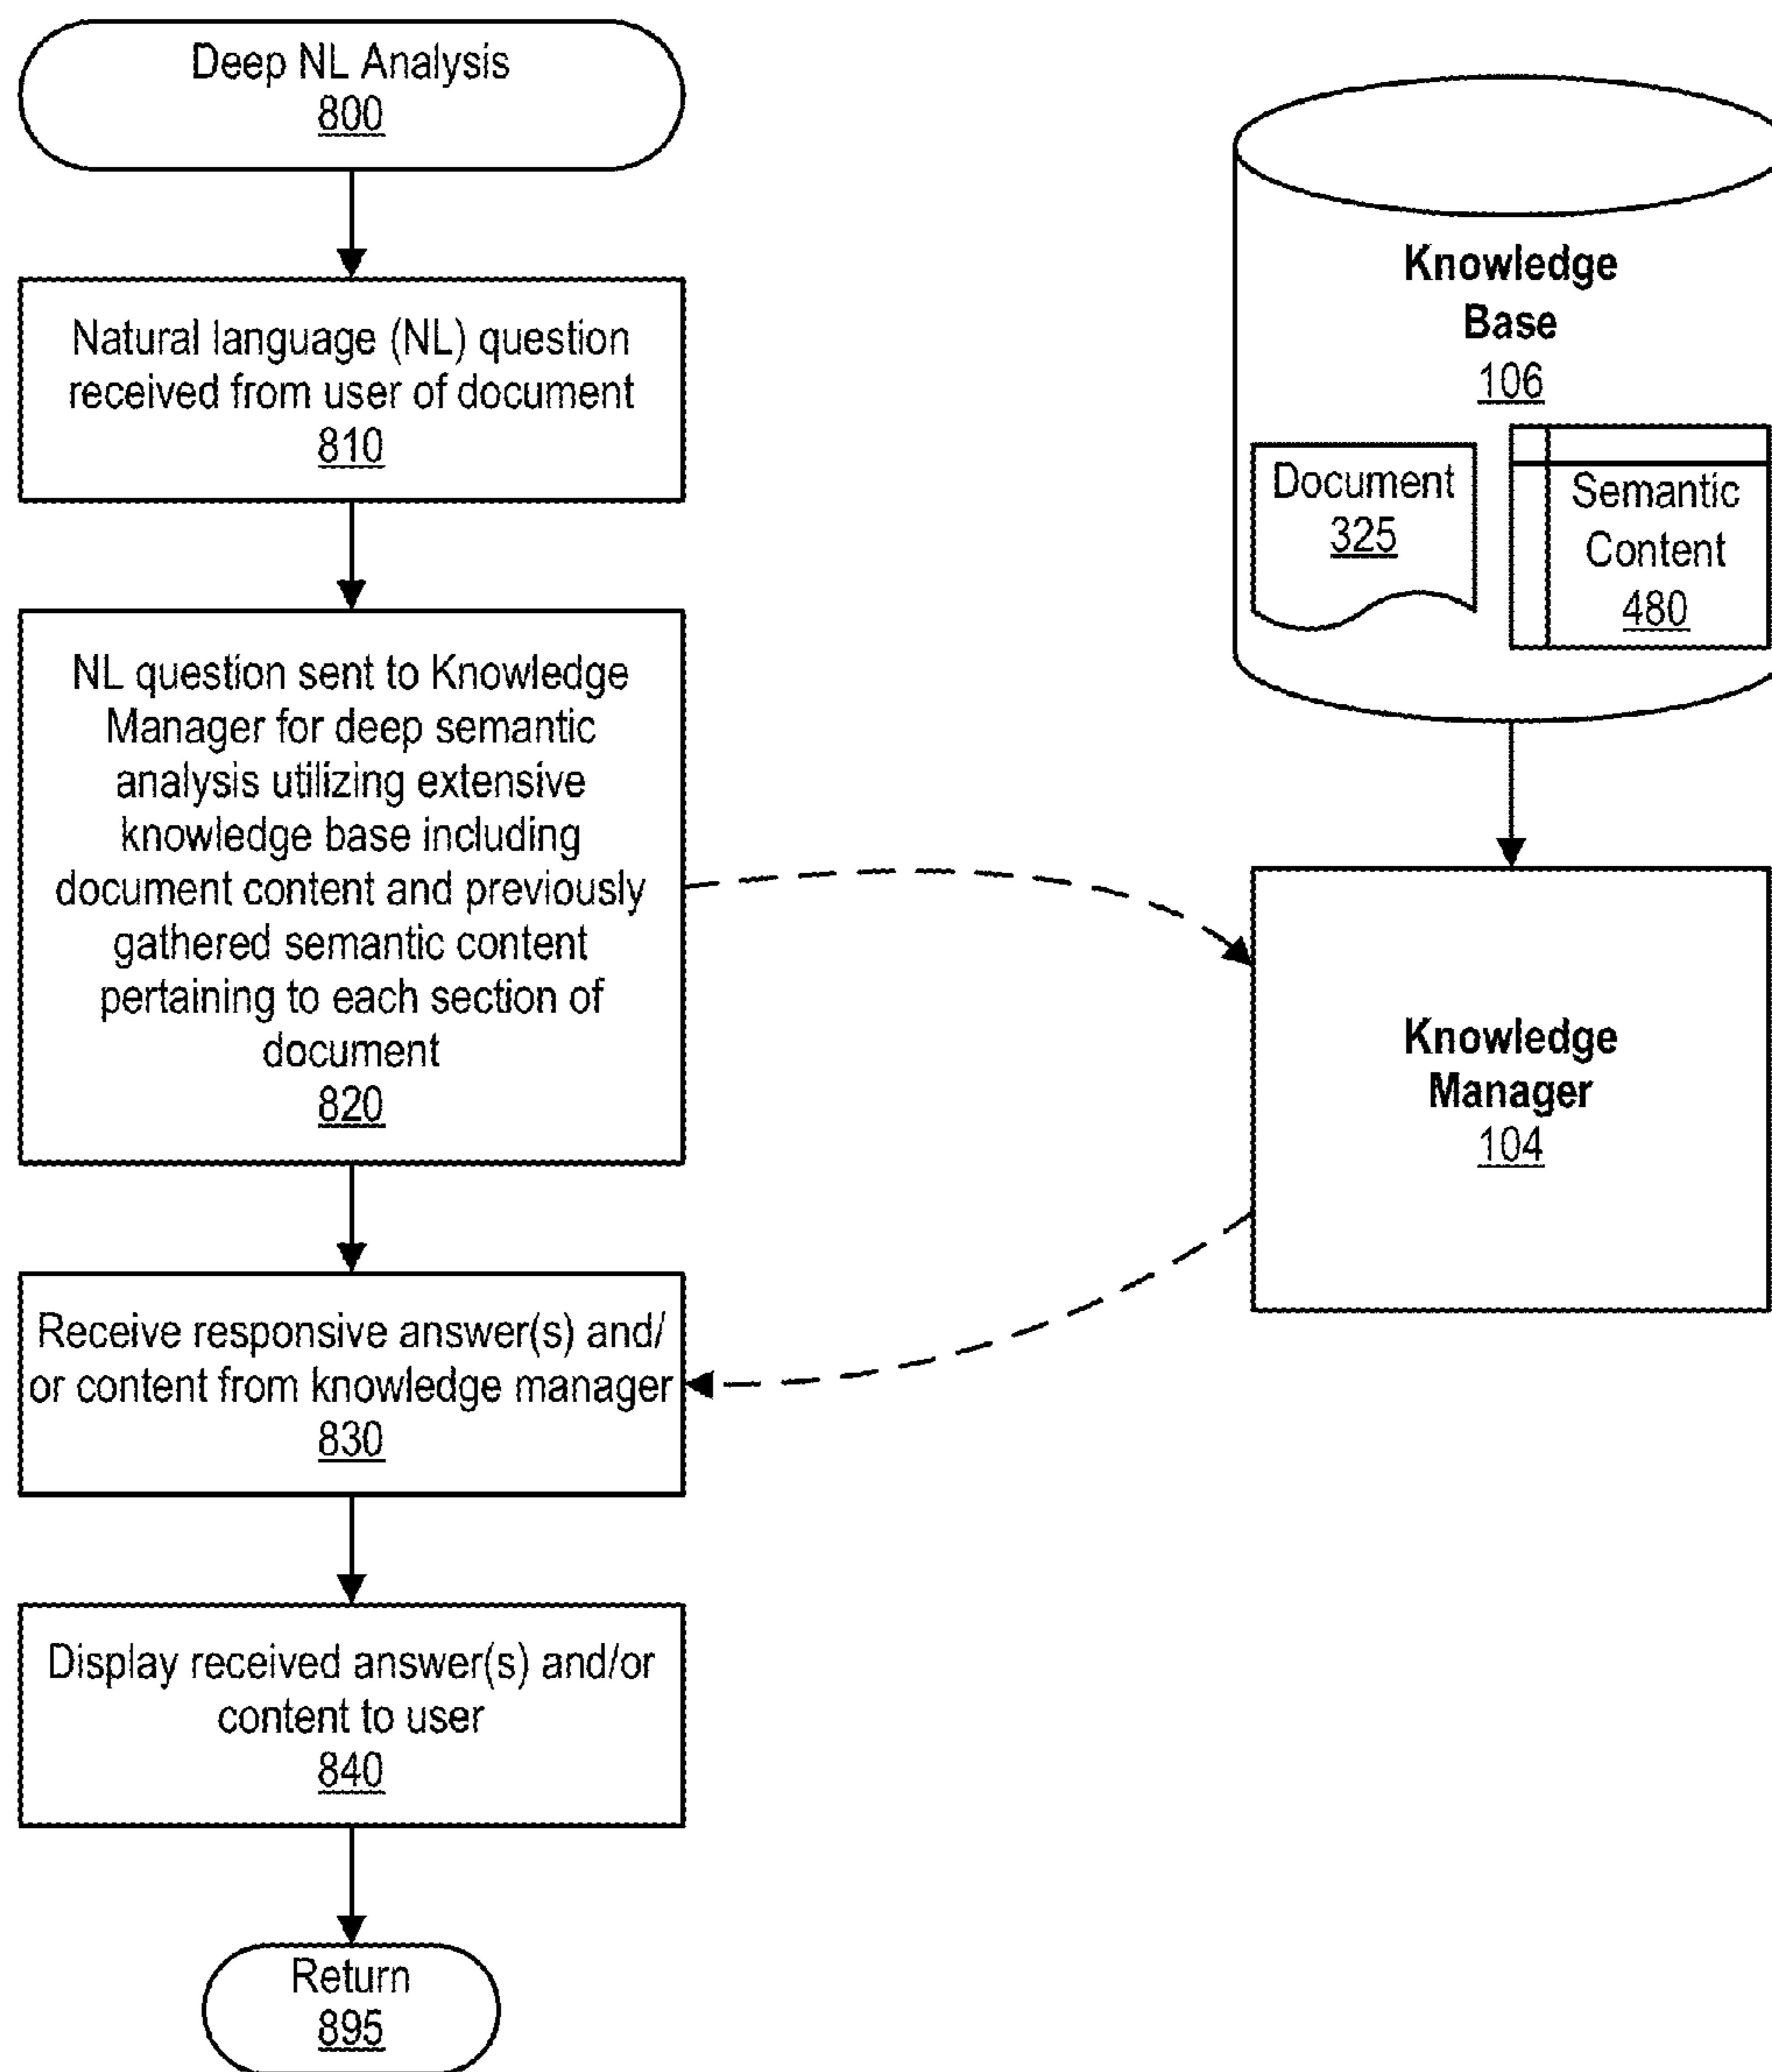 Deep NL Analysis
800
Natural language (NL) question
received from user of document
810
NL question sent to Knowledge
Manager for deep semantic
analysis utilizing extensive
knowledge base including
document content and previously
gathered semantic content
pertaining to each section of
document
820
Receive responsive answer(s) and/
or content from knowledge manager
830
Display received answer(s) and/or
content to user
840
Return
895
Knowledge
Base
106
Document
325
Semantic
Content
480
Knowledge
Manager
104